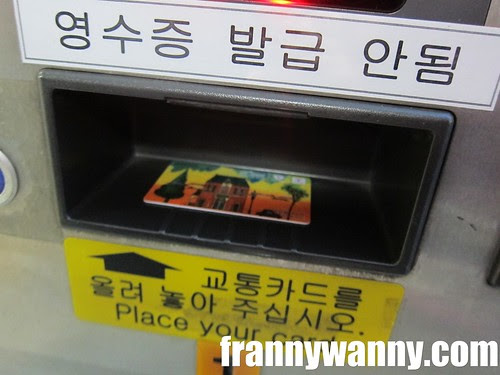 영수증 발급 안됨
교통카드를
올려 놓아 주십시오.
Place your card
frannywanny.com